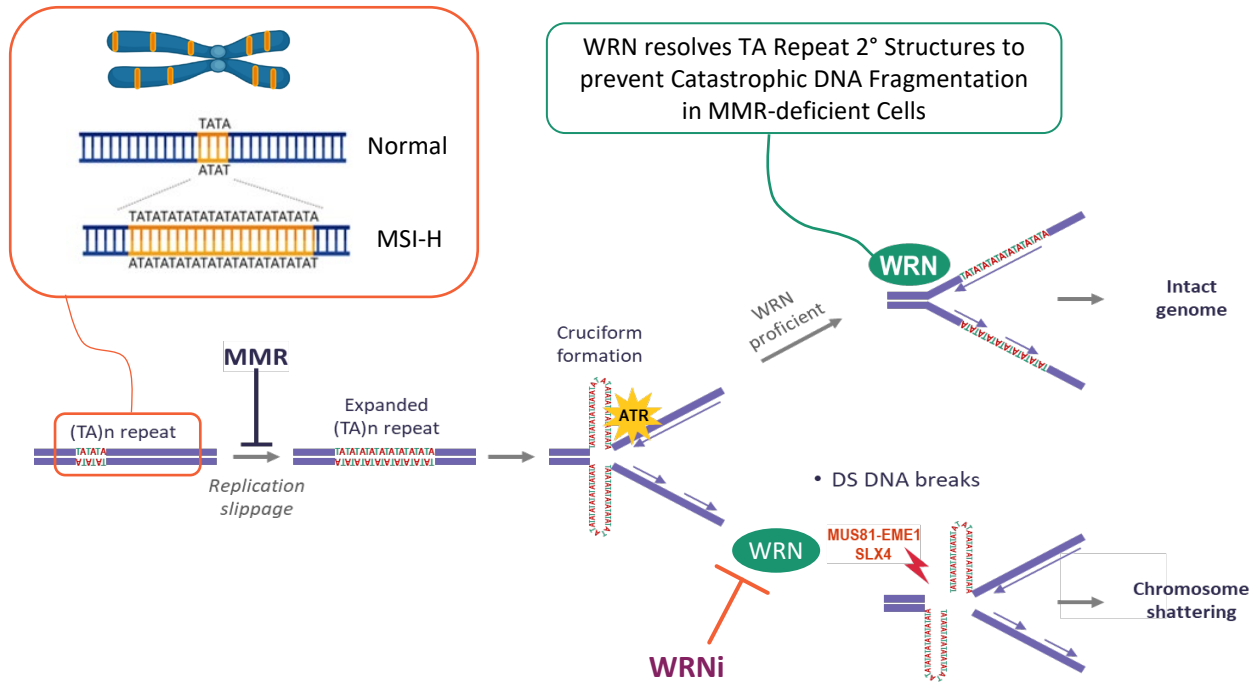 WRN resolves TA Repeat 2° Structures to
prevent Catastrophic DNA Fragmentation
in MMR-deficient Cells
TATA
Normal
ATAT
TATATATATATATATATATATATA
MSI-H
ATATATATATATATATATATATAT
WRN
Intact
genome
WRN
proficient
Cruciform
formation
ATR
MMR
(TA)n repeat
Expanded
(TA)n repeat
Replication
slippage
• DS DNA breaks
WRN
MUS81-EME1
SLX4
Chromosome
shattering
WRNi